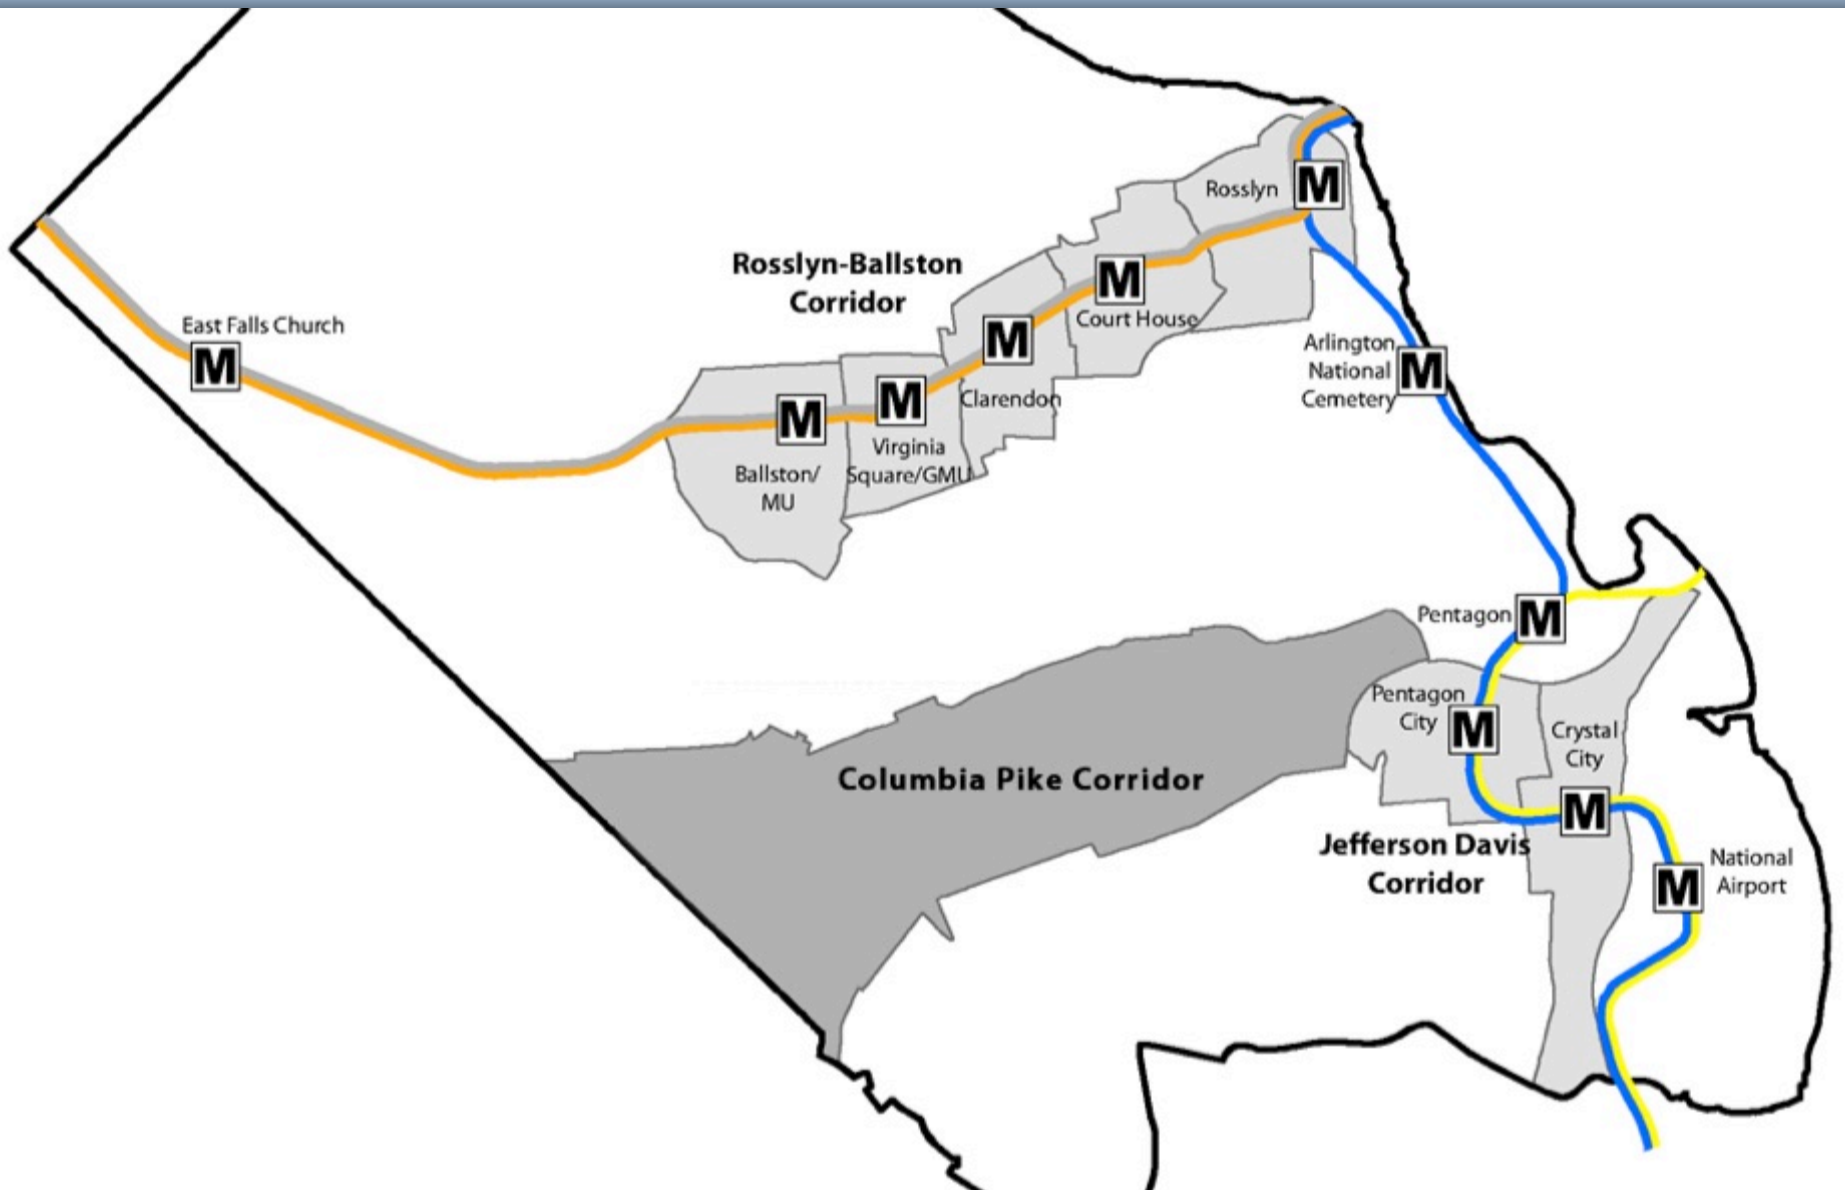 Rosslyn
M
Rosslyn-Ballston
Corridor
M
Court House
East Falls Church
M
M
Clarendon
Arlington
National
Cemetery
M
M
Ballston/
MU
M
Virginia
Square/GMU
Pentagon
M
Pentagon
City
M
Crystal
City
M
Columbia Pike Corridor
Jefferson Davis
Corridor
National
Airport
M